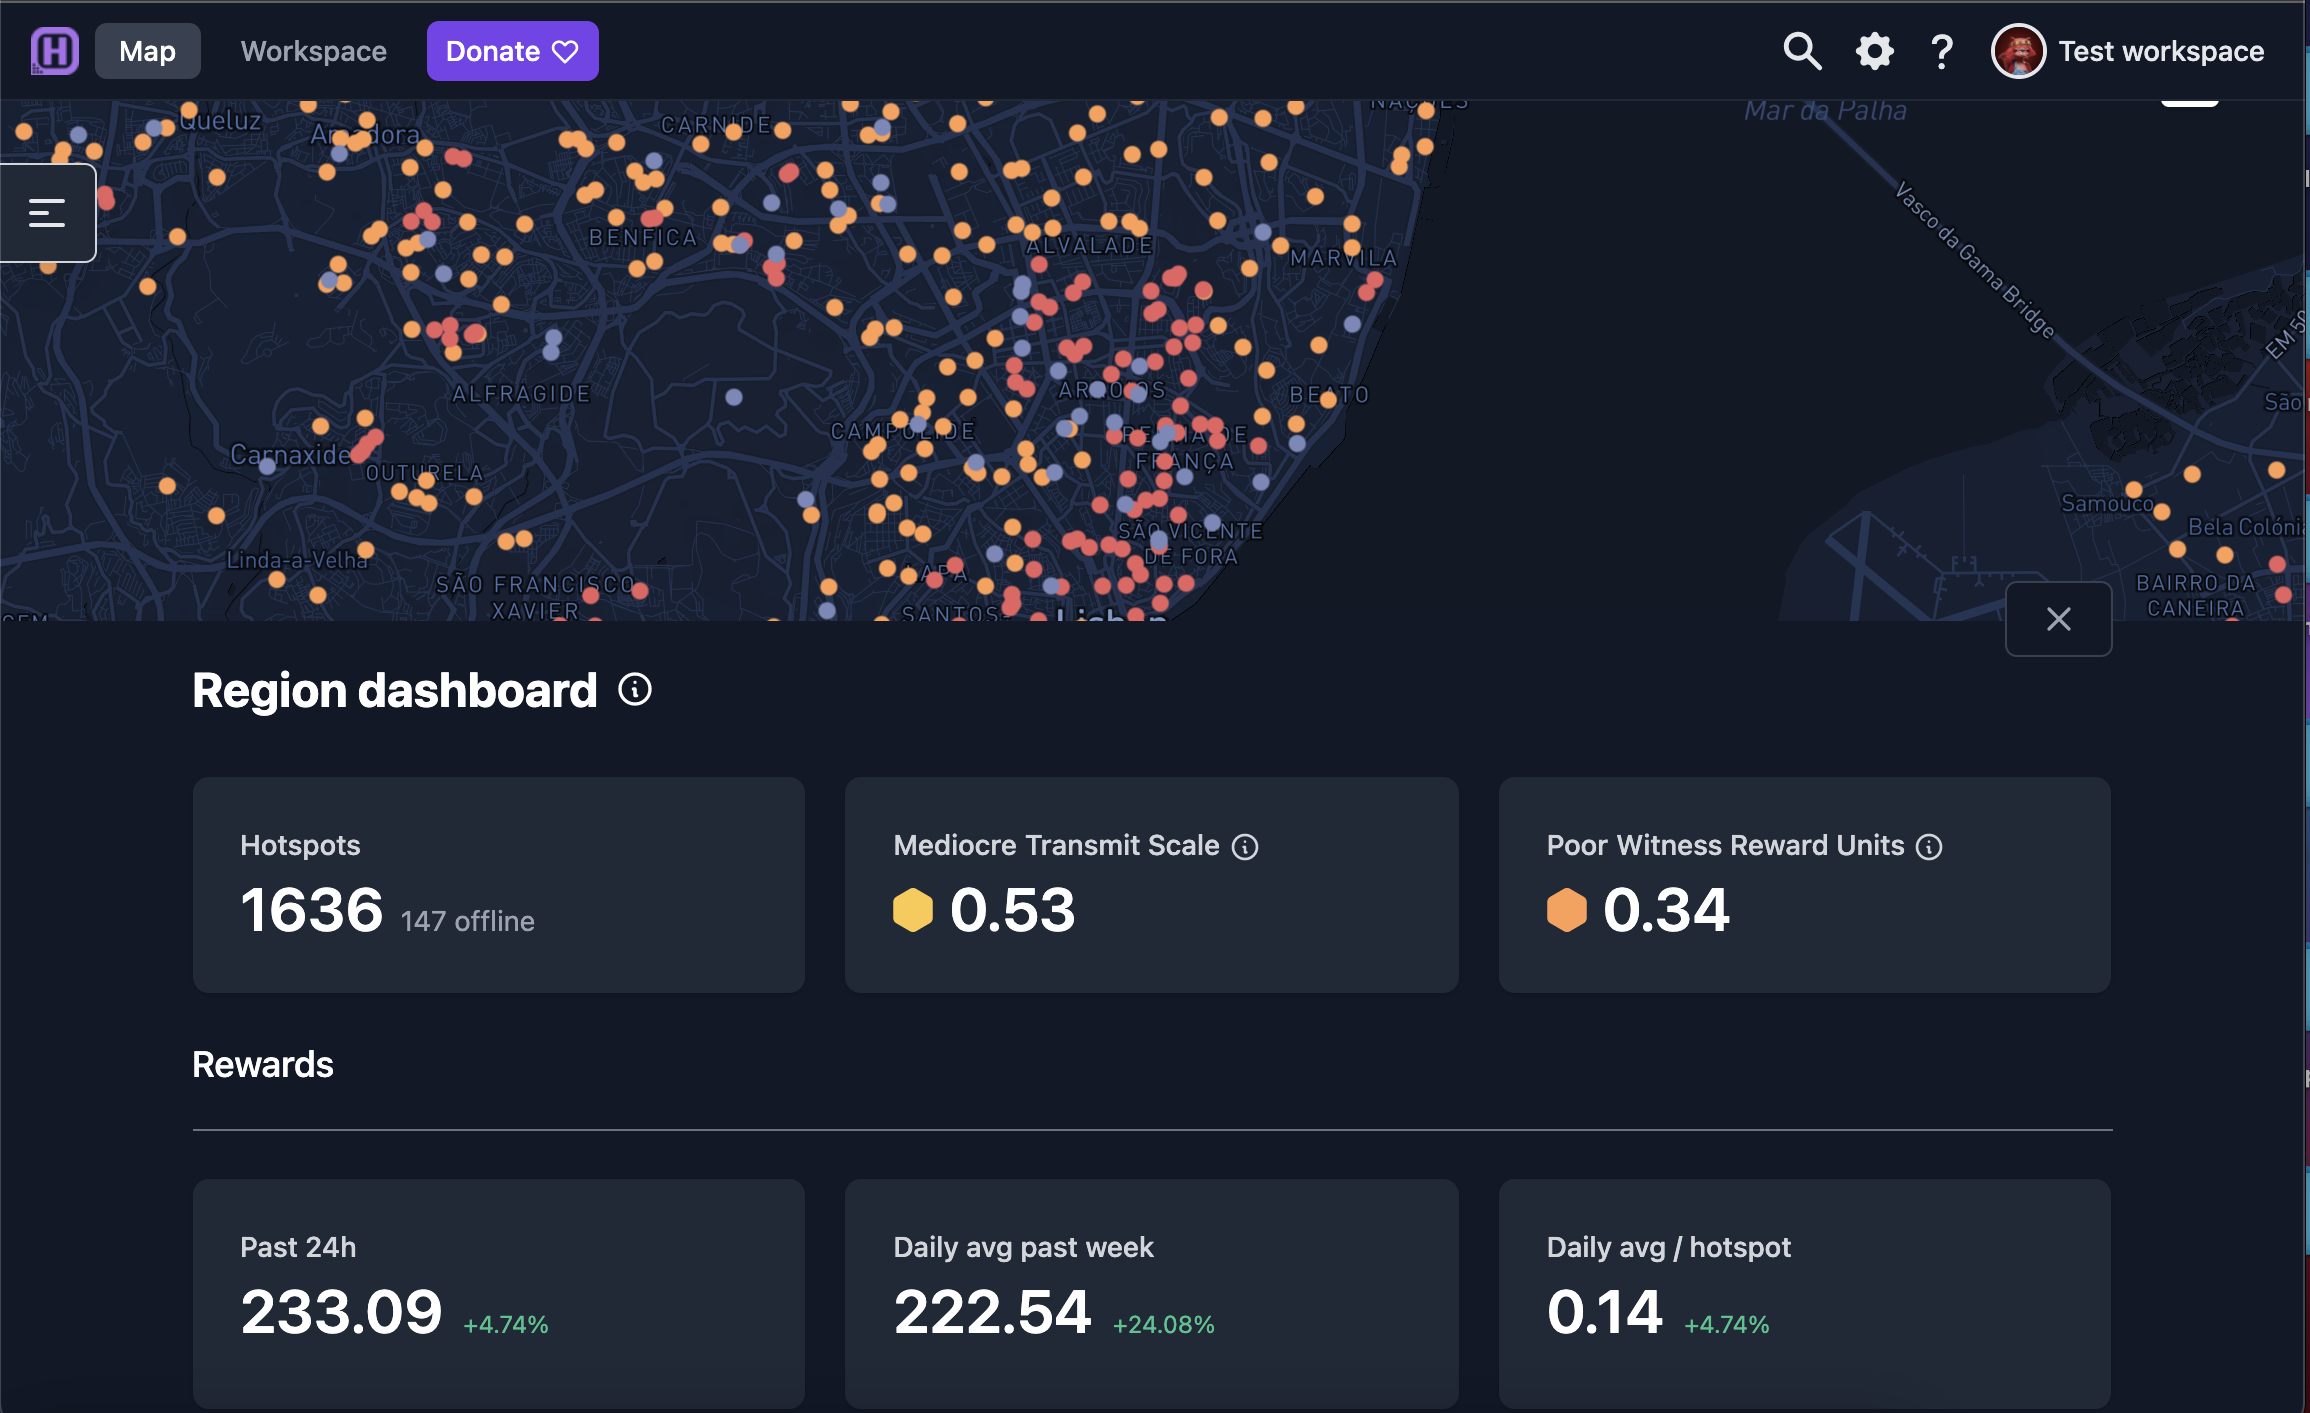 H
Map
Workspace
Donate
Test workspace
Queluz
Amadora
CARNIDE
Mar da Palha
Vasco da Gama Bridge
BENFICA
ALVALADE
MARVILA
EM 50
ALFRAGIDE
ARROIOS
BEATO
São
CAMPOLIDE
Carnaxide
OUTURELA
PENHA DE
FRANÇA
Samouco
Linda-a-Velha
SÃO VICENTE
DE FORA
LAPA
SÃO FRANCISCO
XAVIER
SANTOS-
Lisbon
BAIRRO DA
CANEIRA
Region dashboard
Hotspots
1636 147 offline
Mediocre Transmit Scale
0.53
Poor Witness Reward Units
0.34
Rewards
Past 24h
233.09 +4.74%
Daily avg past week
222.54 +24.08%
Daily avg / hotspot
0.14 +4.74%